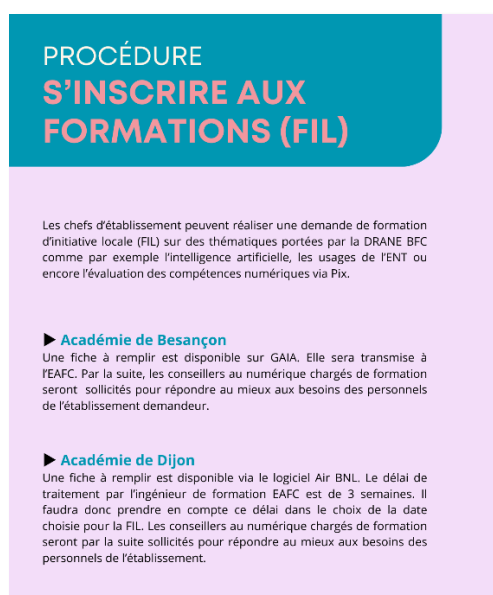 PROCÉDURE
S’INSCRIRE AUX
FORMATIONS (FIL)
Les chefs d’établissement peuvent réaliser une demande de formation
d’initiative locale (FIL) sur des thématiques portées par la DRANE BFC
comme par exemple l’intelligence artificielle, les usages de l’ENT ou
encore l’évaluation des compétences numériques via Pix.
▶ Académie de Besançon
Une fiche à remplir est disponible sur GAIA. Elle sera transmise à
l’EAFC. Par la suite, les conseillers au numérique chargés de formation
seront sollicités pour répondre au mieux aux besoins des personnels
de l’établissement demandeur.
▶ Académie de Dijon
Une fiche à remplir est disponible via le logiciel Air BNL. Le délai de
traitement par l’ingénieur de formation EAFC est de 3 semaines. Il
faudra donc prendre en compte ce délai dans le choix de la date
choisie pour la FIL. Les conseillers au numérique chargés de formation
seront par la suite sollicités pour répondre au mieux aux besoins des
personnels de l’établissement.